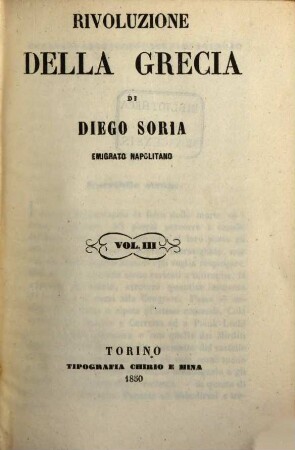 RIVOLUZIONE
DELLA GRECIA
DI
DIEGO SORIA
EMIGRATO NAPOLITANO
VOL. III
TORINO
TIPOGRAFIA CHIRIO E MINA
1850